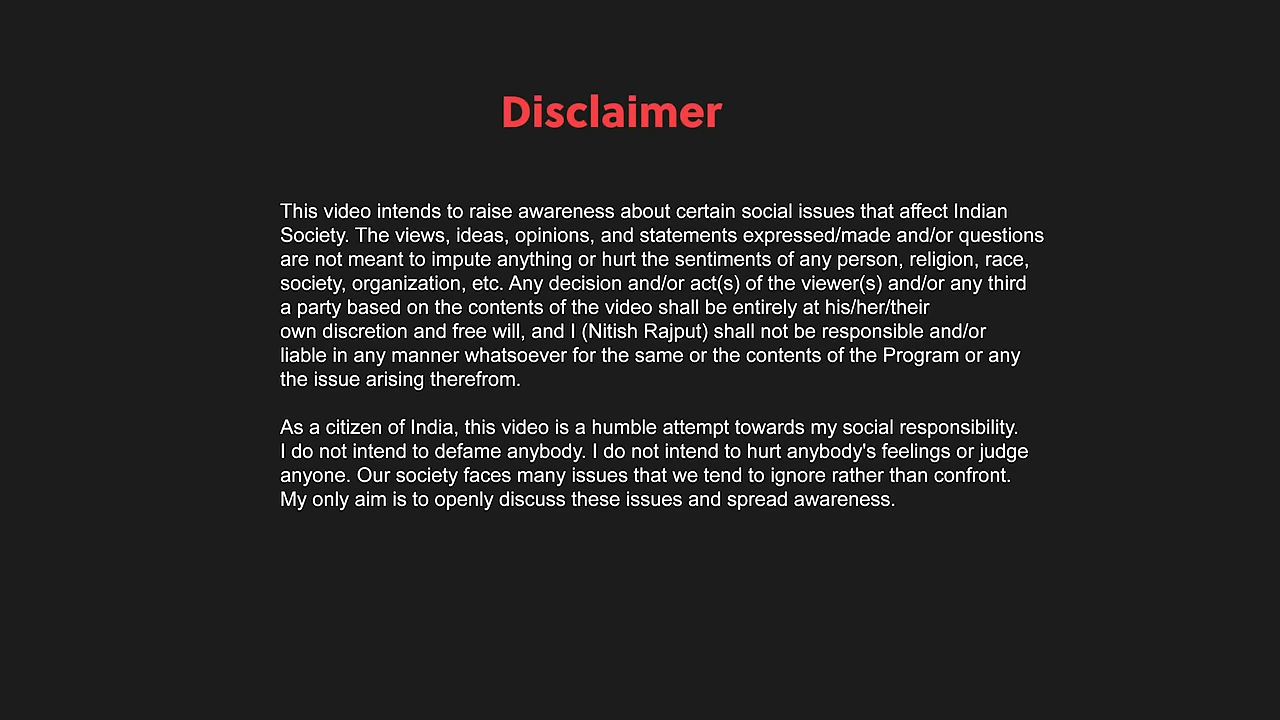 Disclaimer
This video intends to raise awareness about certain social issues that affect Indian
Society. The views, ideas, opinions, and statements expressed/made and/or questions
are not meant to impute anything or hurt the sentiments of any person, religion, race,
society, organization, etc. Any decision and/or act(s) of the viewer(s) and/or any third
a party based on the contents of the video shall be entirely at his/her/their
own discretion and free will, and I (Nitish Rajput) shall not be responsible and/or
liable in any manner whatsoever for the same or the contents of the Program or any
the issue arising therefrom.
As a citizen of India, this video is a humble attempt towards my social responsibility.
I do not intend to defame anybody. I do not intend to hurt anybody's feelings or judge
anyone. Our society faces many issues that we tend to ignore rather than confront.
My only aim is to openly discuss these issues and spread awareness.